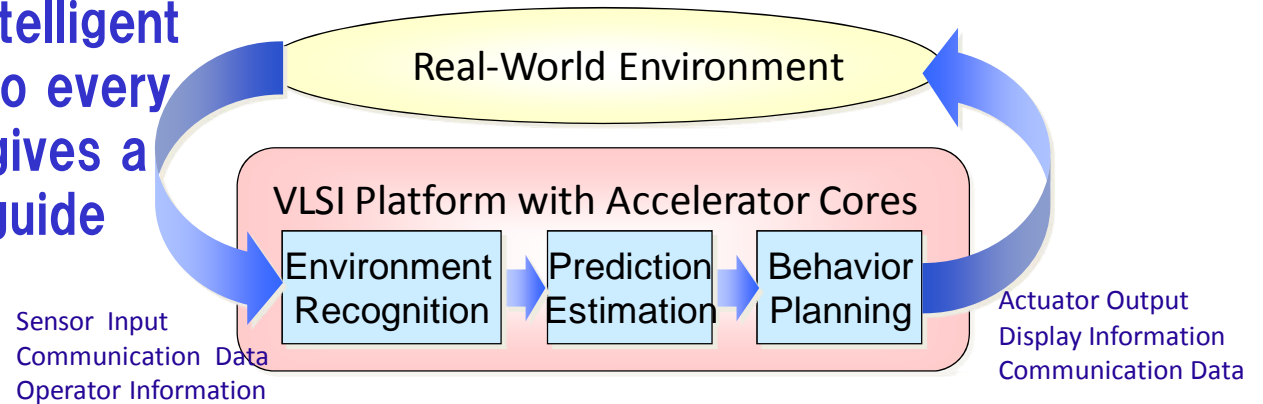 telligent
o every
gives a
guide
Real-World Environment
VLSI Platform with Accelerator Cores
Environment
Recognition
Prediction
Estimation
Behavior
Planning
Sensor Input
Communication Data
Operator Information
Actuator Output
Display Information
Communication Data